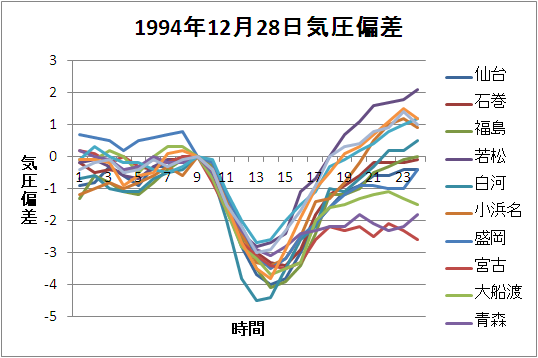 1994年12月28日気圧偏差
3
2
1
0
-1
-2
-3
-4
-5
1 3 5 7 9 11 13 15 17 19 21 23
気圧偏差
時間
仙台
石巻
福島
若松
白河
小浜名
盛岡
宮古
大船渡
青森